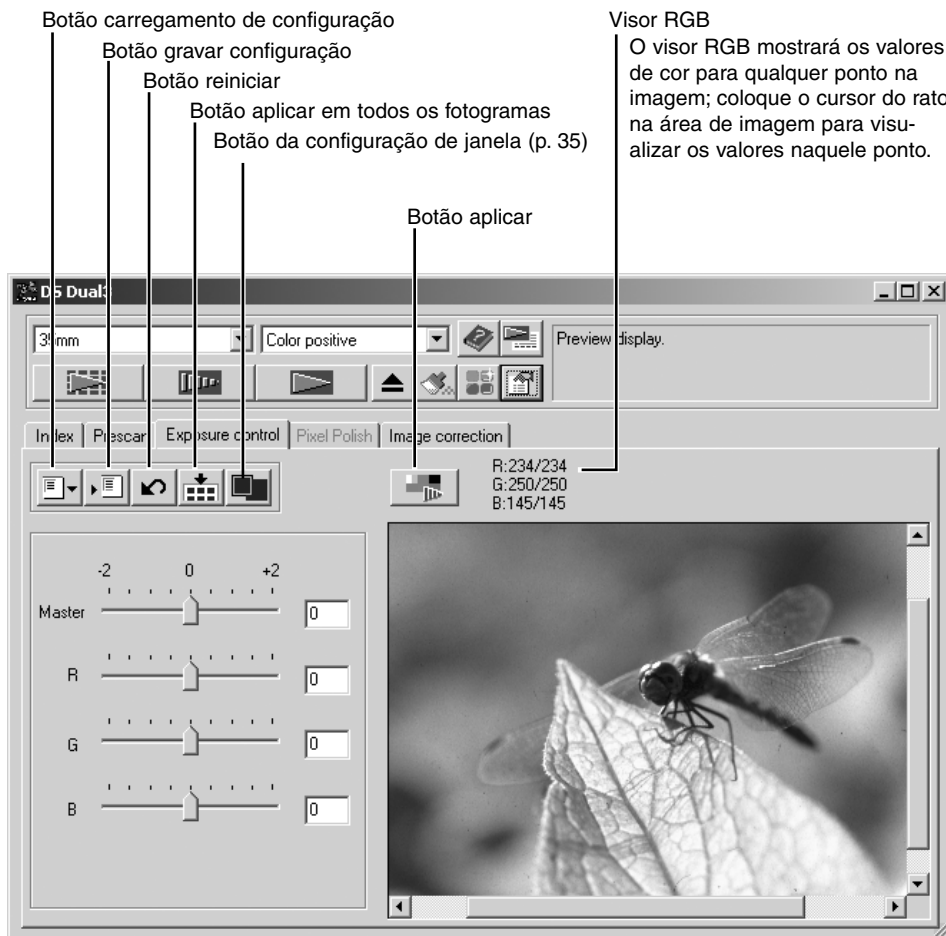 Botão carregamento de configuração
Botão gravar configuração
Botão reiniciar
Botão aplicar em todos os fotogramas
Botão da configuração de janela (p. 35)
Botão aplicar
Visor RGB
O visor RGB mostrará os valores
de cor para qualquer ponto na
imagem; coloque o cursor do rato
na área de imagem para visu-
alizar os valores naquele ponto.
DS Dual3
35mm
Color positive
Preview display.
Index
Prescan
Exposure control
Pixel Polish
Image correction
R:234/234
G:250/250
B:145/145
-2 0 +2
Master 0
R 0
G 0
B 0